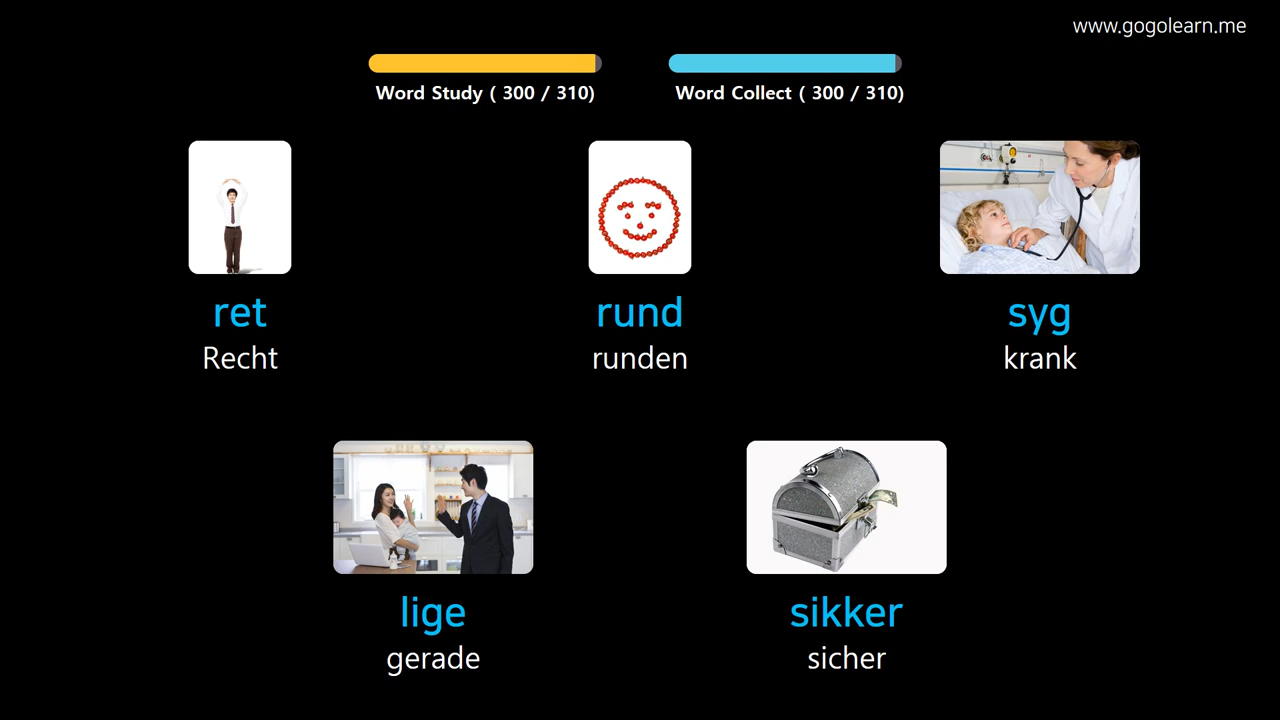 www.gogolearn.me
Word Study ( 300 / 310)
Word Collect ( 300 / 310)
ret
Recht
rund
runden
syg
krank
lige
gerade
sikker
sicher